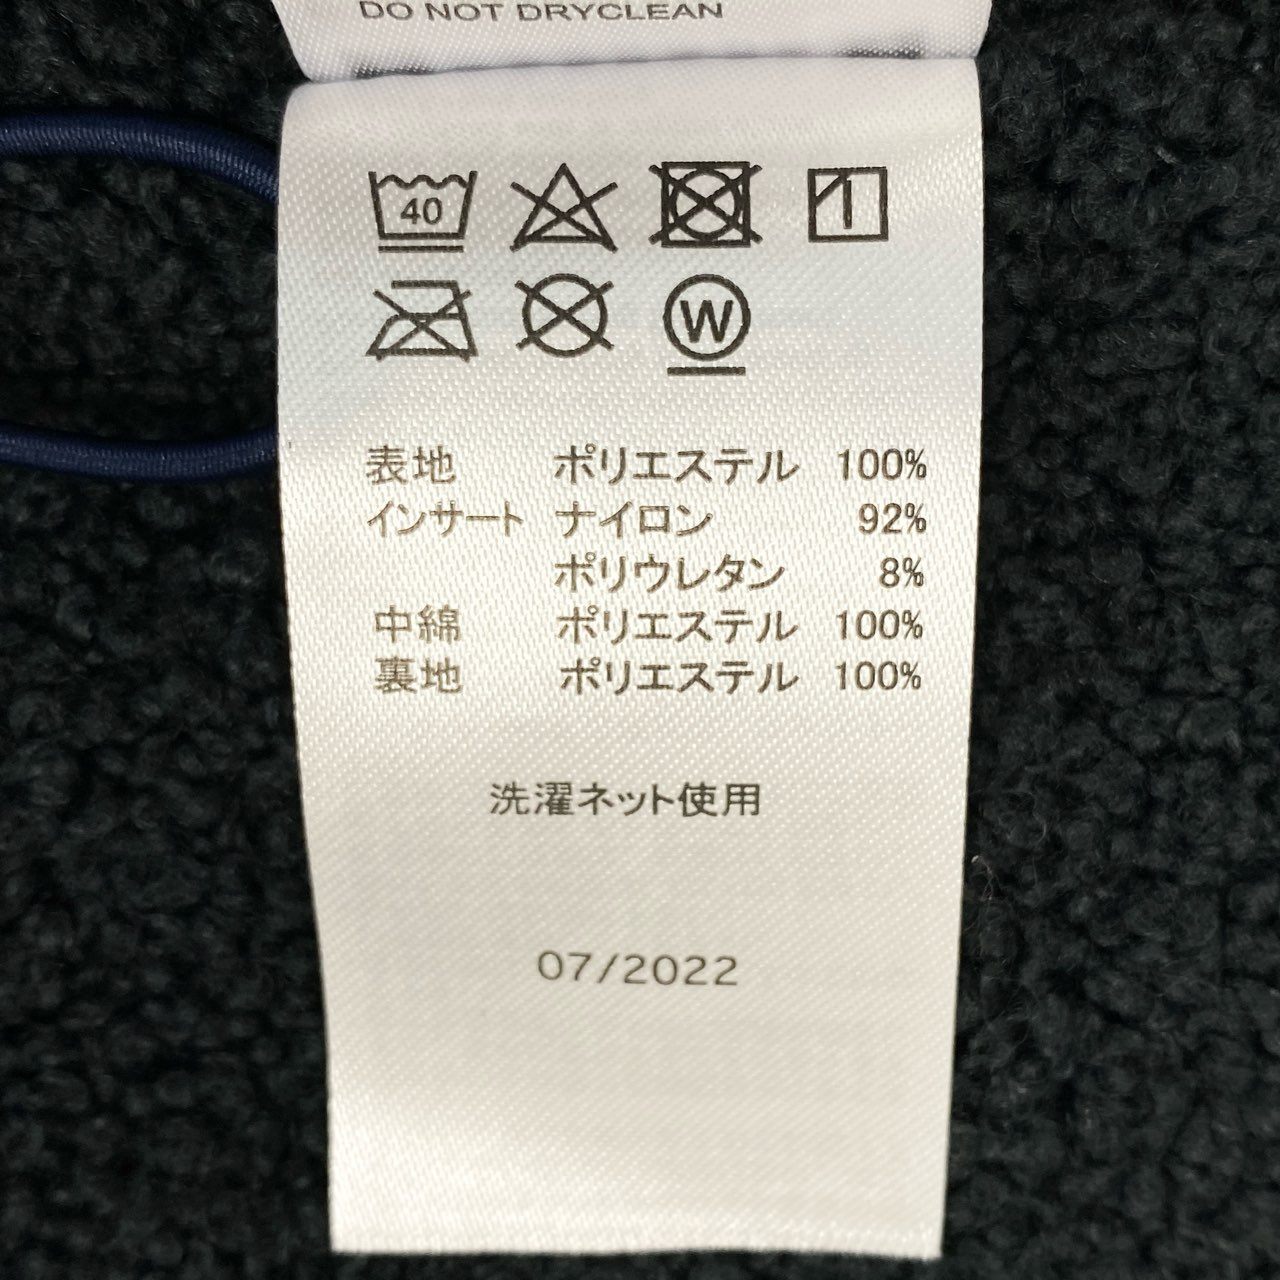 DO NOT DRYCLEAN
40
W
表地 ポリエステル 100%
インサート ナイロン 92%
ポリウレタン 8%
中綿 ポリエステル 100%
裏地 ポリエステル 100%
洗濯ネット使用
07/2022